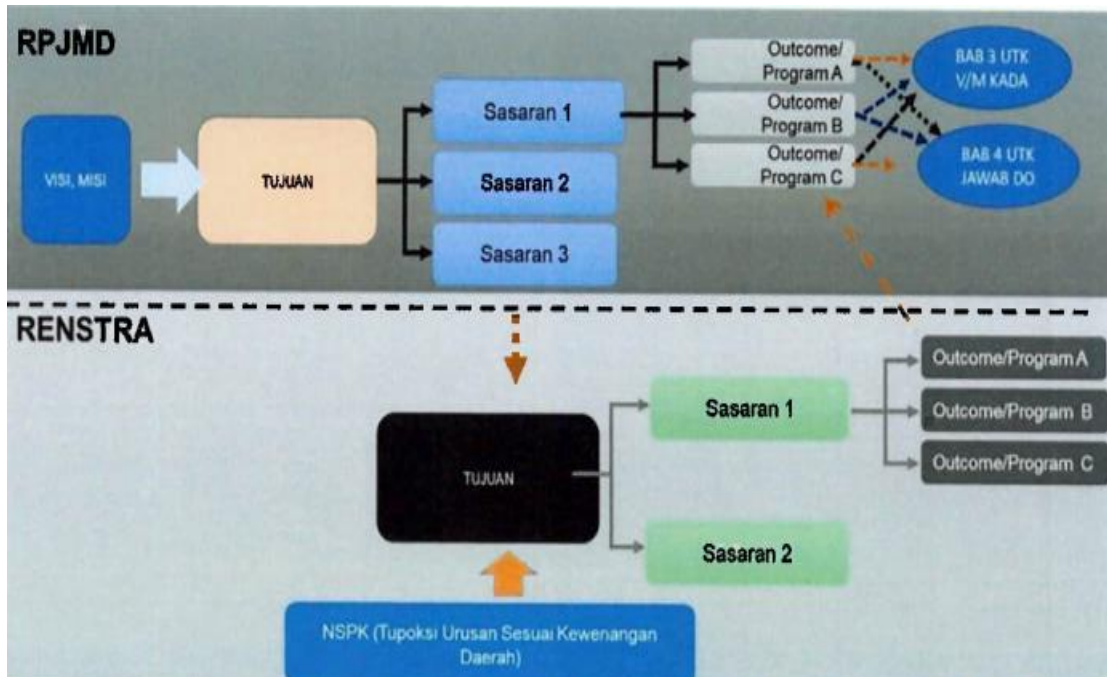 RPJMD
VISI, MISI
TUJUAN
Sasaran 1
Sasaran 2
Sasaran 3
Outcome/
Program A
Outcome/
Program B
Outcome/
Program C
BAB 3 UTK
V/M KADA
BAB 4 UTK
JAWAB DO
RENSTRA
TUJUAN
Sasaran 1
Sasaran 2
Outcome/Program A
Outcome/Program B
Outcome/Program C
NSPK (Tupoksi Urusan Sesuai Kewenangan
Daerah)